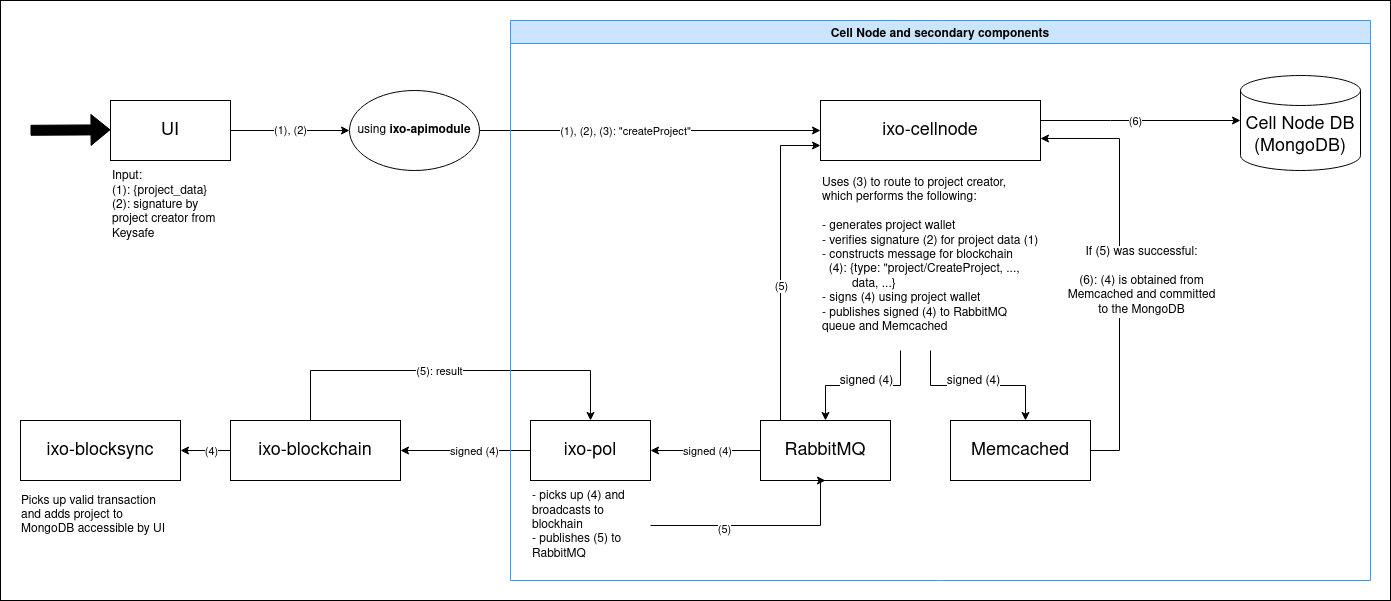 Cell Node and secondary components
UI
(1), (2)
using ixo-apimodule
(1), (2), (3): "createProject"
ixo-cellnode
(6)
Cell Node DB
(MongoDB)
Input:
(1): {project_data}
(2): signature by
project creator from
Keysafe
Uses (3) to route to project creator,
which performs the following:
- generates project wallet
- verifies signature (2) for project data (1)
- constructs message for blockchain
(4): {type: "project/CreateProject, ...,
data, ...}
- signs (4) using project wallet
- publishes signed (4) to RabbitMQ
queue and Memcached
If (5) was successful:
(6): (4) is obtained from
Memcached and committed
to the MongoDB
(5)
(5): result
signed (4)
signed (4)
ixo-blocksync
(4)
ixo-blockchain
signed (4)
ixo-pol
signed (4)
RabbitMQ
Memcached
Picks up valid transaction
and adds project to
MongoDB accessible by UI
- picks up (4) and
broadcasts to
blockhain
- publishes (5) to
RabbitMQ
(5)